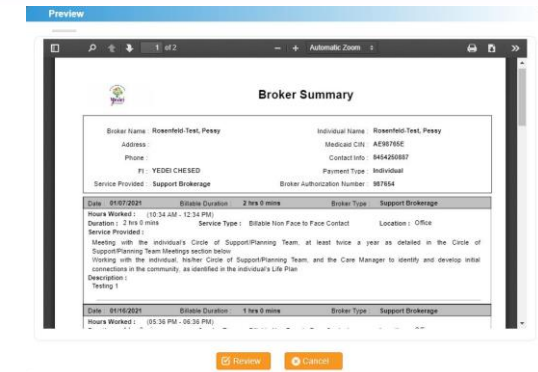 Preview
1 of 2 Automatic Zoom
Yedei
Broker Summary
Broker Name : Rosenfeld-Test, Pessy Individual Name : Rosenfeld-Test, Pessy
Address : Medicaid CIN : AE98765E
Phone : Contact Info : 8454250887
FI : YEDEI CHESED Payment Type : Individual
Service Provided : Support Brokerage Broker Authorization Number : 987654
Date : 01/07/2021 Billable Duration : 2 hrs 0 mins Broker Type : Support Brokerage
Hours Worked : (10:34 AM - 12:34 PM)
Duration : 2 hrs 0 mins Service Type : Billable Non Face to Face Contact Location : Office
Service Provided :
Meeting with the individual's Circle of Support/Planning Team, at least twice a year as detailed in the Circle of
Support/Planning Team Meetings section below
Working with the individual, his/her Circle of Support/Planning Team, and the Care Manager to identify and develop initial
connections in the community, as identified in the individual's Life Plan
Description :
Testing 1
Date : 01/10/2021 Billable Duration : 1 hrs 0 mins Broker Type : Support Brokerage
Hours Worked : (05:36 PM - 06:36 PM)
Review Cancel